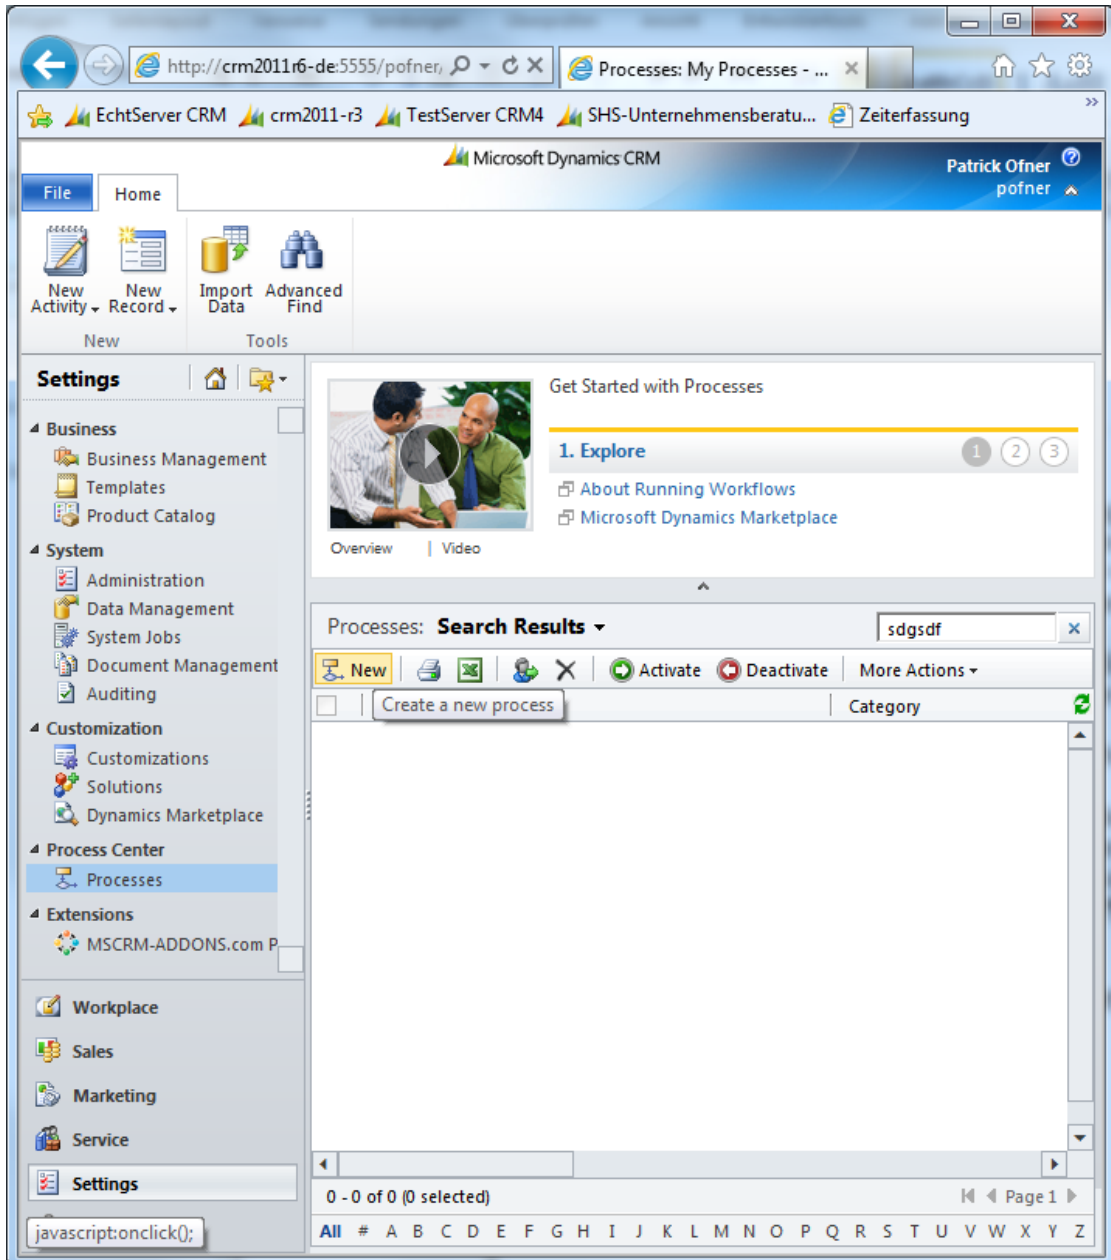 http://crm2011r6-de:5555/pofner,
Processes: My Processes - ...
EchtServer CRM crm2011-r3 TestServer CRM4 SHS-Unternehmensberatu... Zeiterfassung
Microsoft Dynamics CRM
Patrick Ofner
pofner
File Home
New Activity
New Record
Import Data
Advanced Find
New Tools
Settings
Business
Business Management
Templates
Product Catalog
System
Administration
Data Management
System Jobs
Document Management
Auditing
Customization
Customizations
Solutions
Dynamics Marketplace
Process Center
Processes
Extensions
MSCRM-ADDONS.com P
Workplace
Sales
Marketing
Service
Settings
javascript:onclick();
Get Started with Processes
1. Explore 1 2 3
About Running Workflows
Microsoft Dynamics Marketplace
Overview | Video
Processes: Search Results sdgsdf
New Activate Deactivate More Actions
Create a new process Category
0 - 0 of 0 (0 selected) Page 1
All # A B C D E F G H I J K L M N O P Q R S T U V W X Y Z